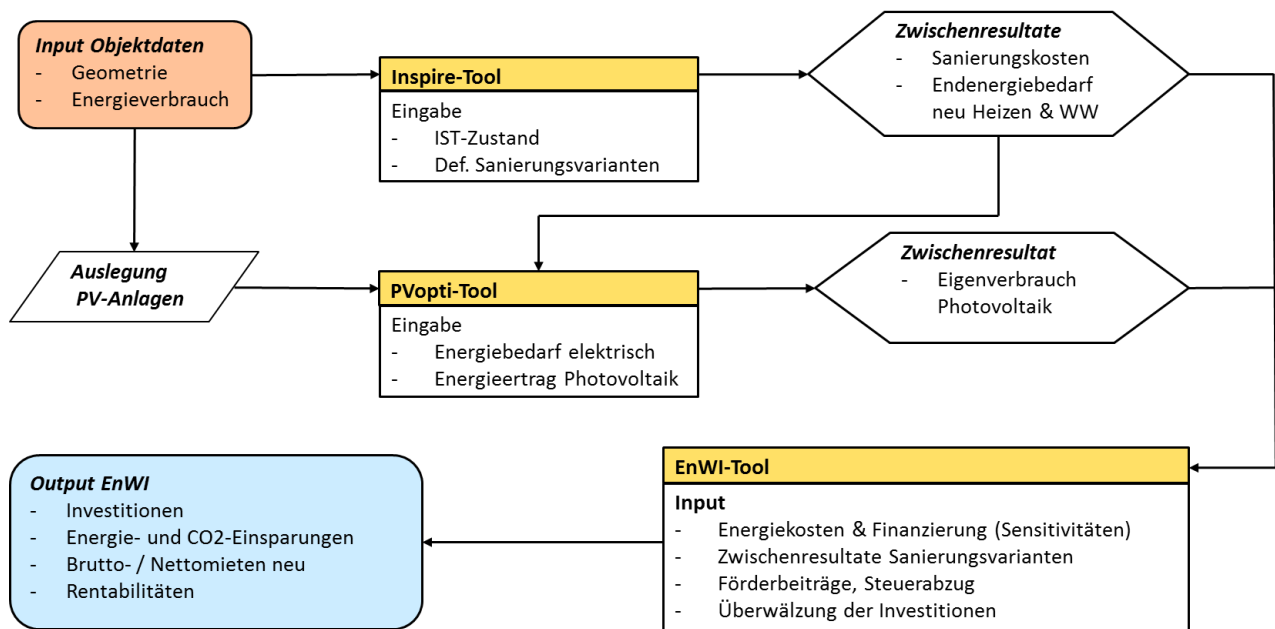 Input Objektdaten
- Geometrie
- Energieverbrauch
Inspire-Tool
Eingabe
- IST-Zustand
- Def. Sanierungsvarianten
Zwischenresultate
- Sanierungskosten
- Endenergiebedarf
neu Heizen & WW
Auslegung
PV-Anlagen
PVopti-Tool
Eingabe
- Energiebedarf elektrisch
- Energieertrag Photovoltaik
Zwischenresultat
- Eigenverbrauch
Photovoltaik
EnWI-Tool
Input
- Energiekosten & Finanzierung (Sensitivitäten)
- Zwischenresultate Sanierungsvarianten
- Förderbeiträge, Steuerabzug
- Überwälzung der Investitionen
Output EnWI
- Investitionen
- Energie- und CO2-Einsparungen
- Brutto- / Nettomieten neu
- Rentabilitäten